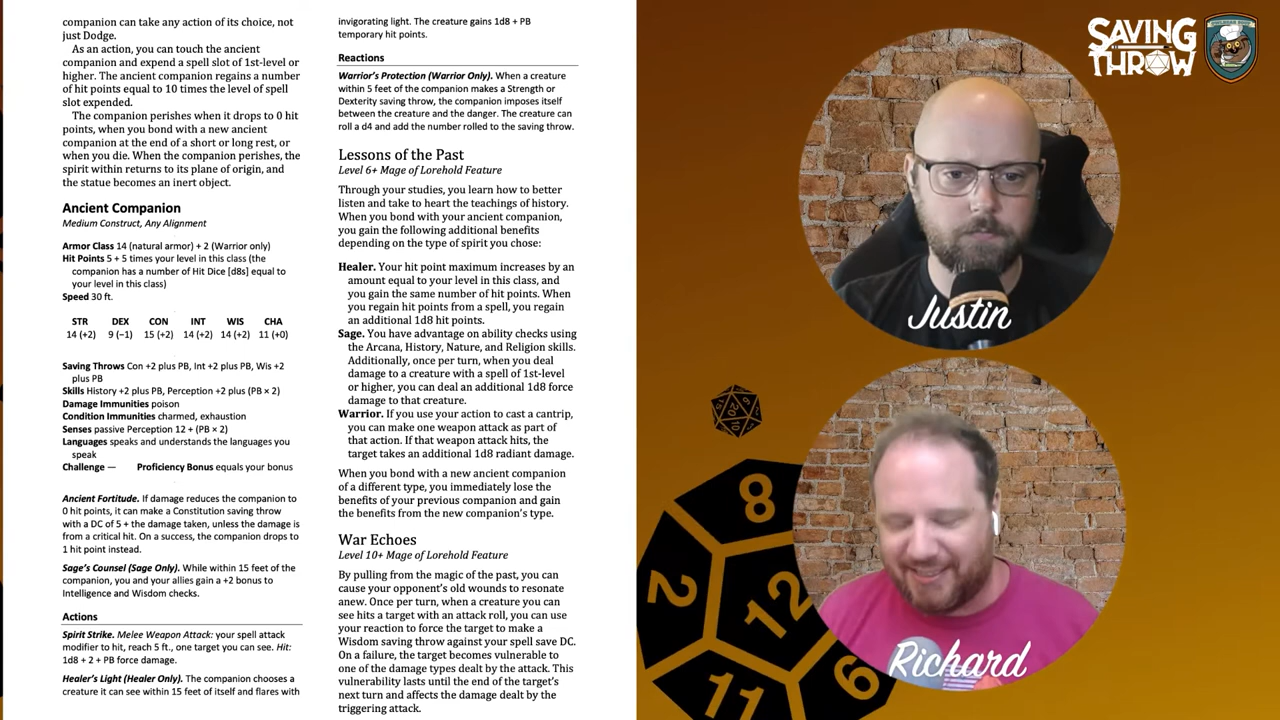 companion can take any action of its choice, not
just Dodge.
As an action, you can touch the ancient
companion and expend a spell slot of 1st-level or
higher. The ancient companion regains a number
of hit points equal to 10 times the level of spell
slot expended.
The companion perishes when it drops to 0 hit
points, when you bond with a new ancient
companion at the end of a short or long rest, or
when you die. When the companion perishes, the
spirit within returns to its plane of origin, and
the statue becomes an inert object.
Ancient Companion
Medium Construct, Any Alignment
Armor Class 14 (natural armor) + 2 (Warrior only)
Hit Points 5 + 5 times your level in this class (the
companion has a number of Hit Dice [d8s] equal to
your level in this class)
Speed 30 ft.
STR DEX CON INT WIS CHA
14 (+2) 9 (−1) 15 (+2) 14 (+2) 14 (+2) 11 (+0)
Saving Throws Con +2 plus PB, Int +2 plus PB, Wis +2
plus PB
Skills History +2 plus PB, Perception +2 plus (PB × 2)
Damage Immunities poison
Condition Immunities charmed, exhaustion
Senses passive Perception 12 + (PB × 2)
Languages speaks and understands the languages you
speak
Challenge — Proficiency Bonus equals your bonus
Ancient Fortitude. If damage reduces the companion to
0 hit points, it can make a Constitution saving throw
with a DC of 5 + the damage taken, unless the damage is
from a critical hit. On a success, the companion drops to
1 hit point instead.
Sage's Counsel (Sage Only). While within 15 feet of the
companion, you and your allies gain a +2 bonus to
Intelligence and Wisdom checks.
Actions
Spirit Strike. Melee Weapon Attack: your spell attack
modifier to hit, reach 5 ft., one target you can see. Hit:
1d8 + 2 + PB force damage.
Healer's Light (Healer Only). The companion chooses a
creature it can see within 15 feet of itself and flares with
invigorating light. The creature gains 1d8 + PB
temporary hit points.
Reactions
Warrior's Protection (Warrior Only). When a creature
within 5 feet of the companion makes a Strength or
Dexterity saving throw, the companion imposes itself
between the creature and the danger. The creature can
roll a d4 and add the number rolled to the saving throw.
Lessons of the Past
Level 6+ Mage of Lorehold Feature
Through your studies, you learn how to better
listen and take to heart the teachings of history.
When you bond with your ancient companion,
you gain the following additional benefits
depending on the type of spirit you chose:
Healer. Your hit point maximum increases by an
amount equal to your level in this class, and
you gain the same number of hit points. When
you regain hit points from a spell, you regain
an additional 1d8 hit points.
Sage. You have advantage on ability checks using
the Arcana, History, Nature, and Religion skills.
Additionally, once per turn, when you deal
damage to a creature with a spell of 1st-level
or higher, you can deal an additional 1d8 force
damage to that creature.
Warrior. If you use your action to cast a cantrip,
you can make one weapon attack as part of
that action. If that weapon attack hits, the
target takes an additional 1d8 radiant damage.
When you bond with a new ancient companion
of a different type, you immediately lose the
benefits of your previous companion and gain
the benefits from the new companion's type.
War Echoes
Level 10+ Mage of Lorehold Feature
By pulling from the magic of the past, you can
cause your opponent's old wounds to resonate
anew. Once per turn, when a creature you can
see hits a target with an attack roll, you can use
your reaction to force the target to make a
Wisdom saving throw against your spell save DC.
On a failure, the target becomes vulnerable to
one of the damage types dealt by the attack. This
vulnerability lasts until the end of the target's
next turn and affects the damage dealt by the
triggering attack.
SAVING
THROW
Justin
Richard
20
8
2
12
11
6